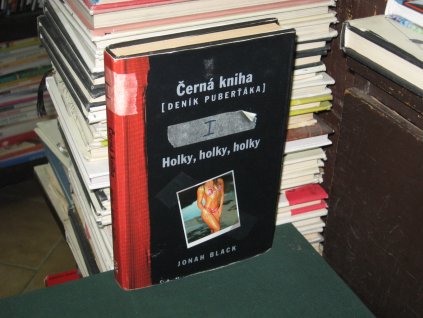 Černá kniha
[DENÍK PUBERŤÁKA]
I
Holky, holky, holky
JONAH BLACK